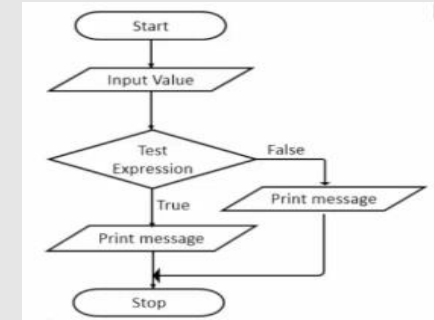 Start
Input Value
Test
Expression
False
True
Print message
Print message
Stop